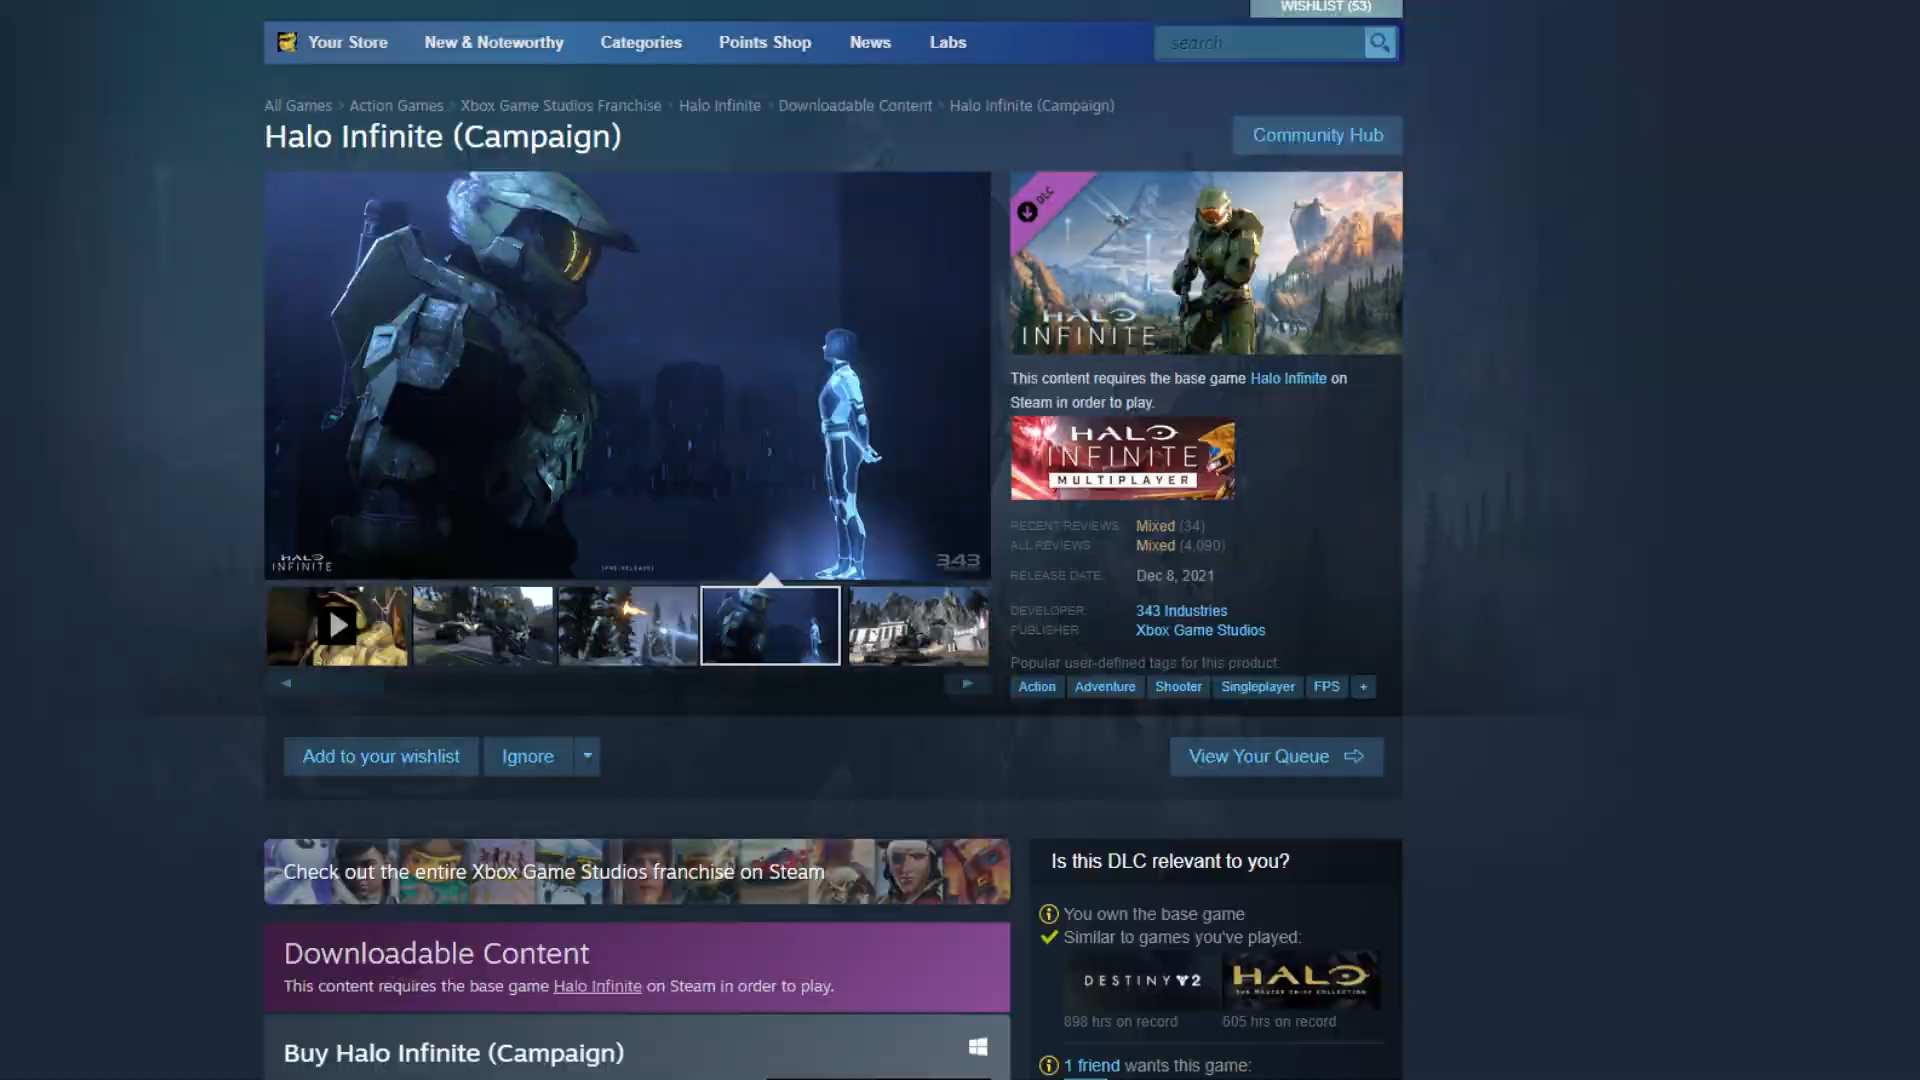 WISHLIST (53)
Your Store
New & Noteworthy
Categories
Points Shop
News
Labs
search
All Games > Action Games > Xbox Game Studios Franchise > Halo Infinite > Downloadable Content > Halo Infinite (Campaign)
Halo Infinite (Campaign)
Community Hub
HALO
INFINITE
(PRE-RELEASE)
343
DLC
HALO
INFINITE
This content requires the base game Halo Infinite on
Steam in order to play.
HALO
INFINITE
MULTIPLAYER
RECENT REVIEWS: Mixed (34)
ALL REVIEWS: Mixed (4,090)
RELEASE DATE: Dec 8, 2021
DEVELOPER: 343 Industries
PUBLISHER: Xbox Game Studios
Popular user-defined tags for this product:
Action
Adventure
Shooter
Singleplayer
FPS
+
Add to your wishlist
Ignore
View Your Queue
Check out the entire Xbox Game Studios franchise on Steam
Downloadable Content
This content requires the base game Halo Infinite on Steam in order to play.
Buy Halo Infinite (Campaign)
Is this DLC relevant to you?
You own the base game
Similar to games you've played:
DESTINY 2
HALO
THE MASTER CHIEF COLLECTION
898 hrs on record
605 hrs on record
1 friend wants this game: